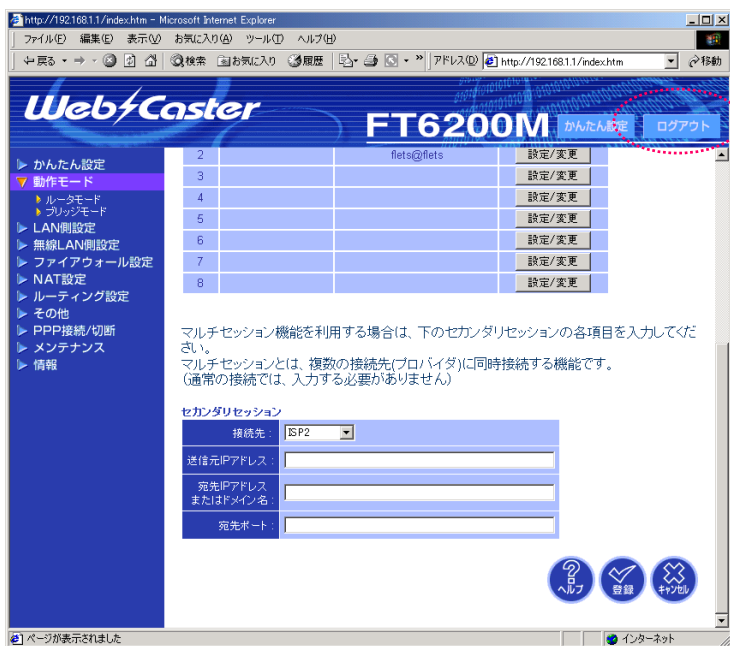 http://192.168.1.1/index.htm - Microsoft Internet Explorer
ファイル(F) 編集(E) 表示(V) お気に入り(A) ツール(T) ヘルプ(H)
戻る 検索 お気に入り 履歴 » アドレス(D) http://192.168.1.1/index.htm 移動
Web Caster
FT6200M かんたん設定 ログアウト
かんたん設定
動作モード
ルータモード
ブリッジモード
LAN側設定
無線LAN側設定
ファイアウォール設定
NAT設定
ルーティング設定
その他
PPP接続/切断
メンテナンス
情報
2 flets@flets 設定/変更
3 設定/変更
4 設定/変更
5 設定/変更
6 設定/変更
7 設定/変更
8 設定/変更
マルチセッション機能を利用する場合は、下のセカンダリセッションの各項目を入力してくだ
さい。
マルチセッションとは、複数の接続先(プロバイダ)に同時接続する機能です。
(通常の接続では、入力する必要がありません)
セカンダリセッション
接続先: ISP2
送信元IPアドレス:
宛先IPアドレス
またはドメイン名:
宛先ポート:
ヘルプ 登録 キャンセル
ページが表示されました インターネット